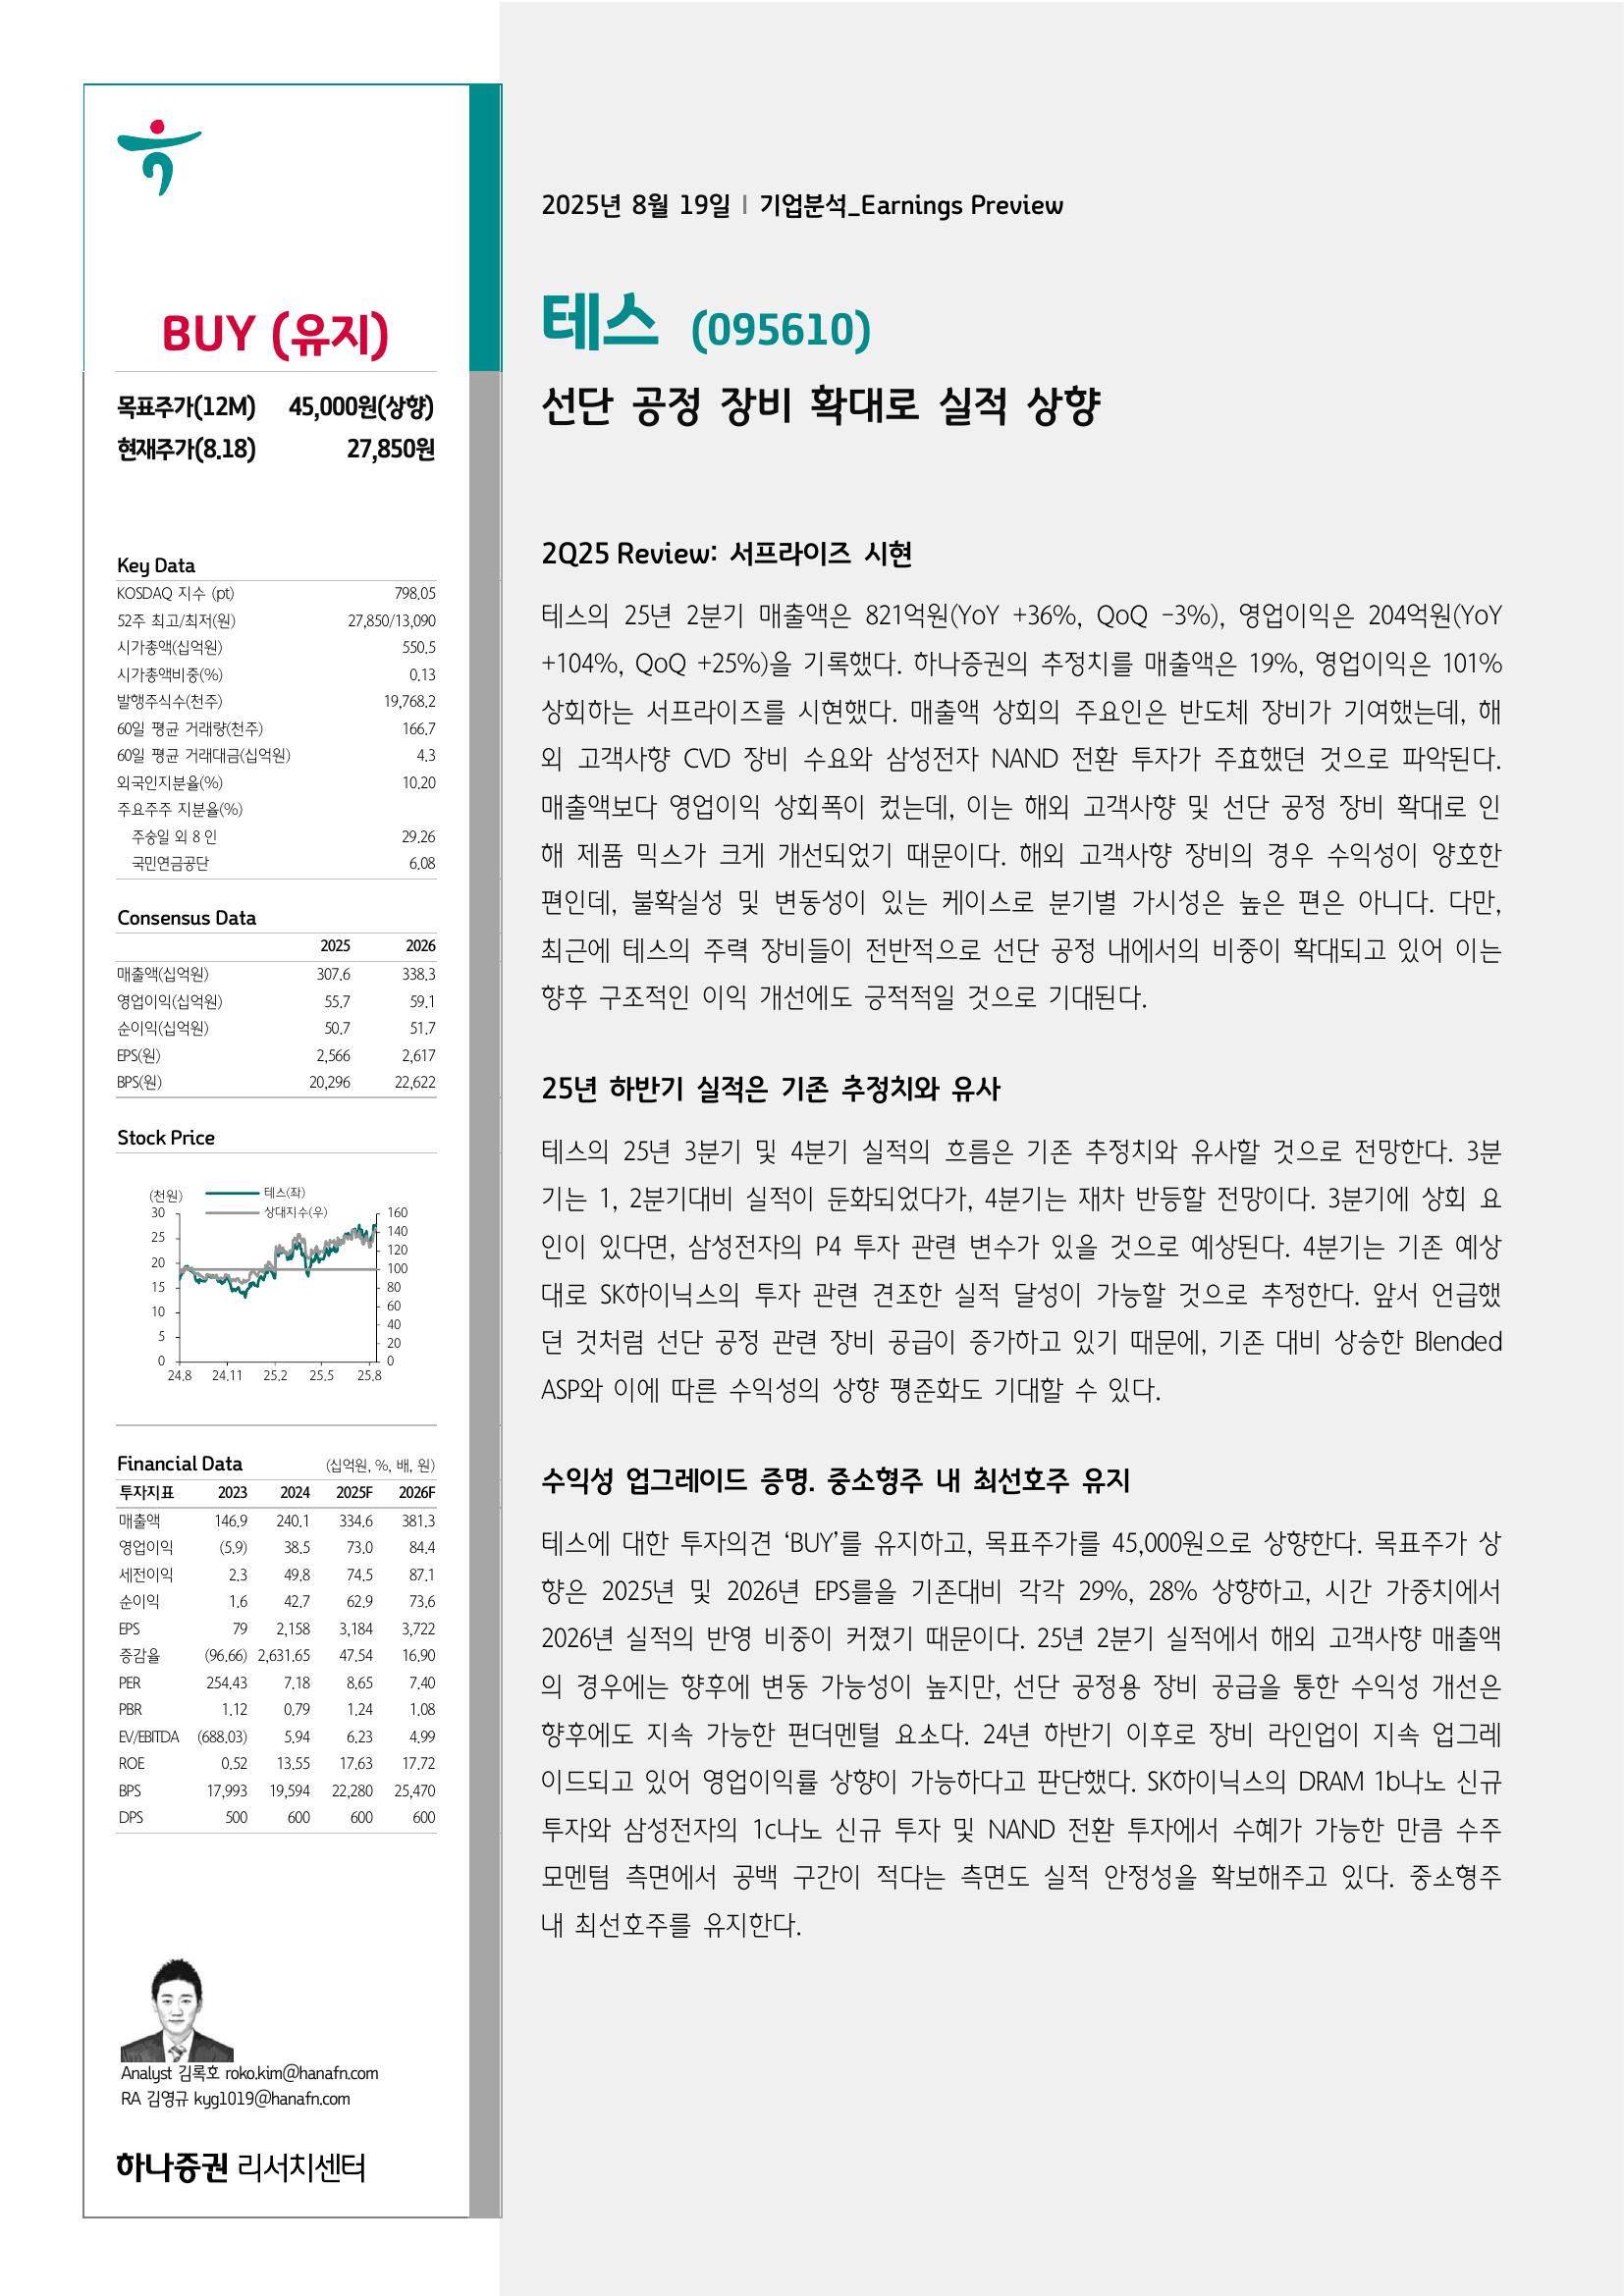 2025년 8월 19일 | 기업분석_Earnings Preview
BUY (유지)
목표주가(12M) 45,000원(상향)
현재주가(8.18) 27,850원
Key Data
KOSDAQ 지수 (pt) 798.05
52주 최고/최저(원) 27,850/13,090
시가총액(십억원) 550.5
시가총액비중(%) 0.13
발행주식수(천주) 19,768.2
60일 평균 거래량(천주) 166.7
60일 평균 거래대금(십억원) 4.3
외국인지분율(%) 10.20
주요주주 지분율(%)
주숭일 외 8 인 29.26
국민연금공단 6.08
Consensus Data
2025 2026
매출액(십억원) 307.6 338.3
영업이익(십억원) 55.7 59.1
순이익(십억원) 50.7 51.7
EPS(원) 2,566 2,617
BPS(원) 20,296 22,622
Stock Price
(천원)
테스(좌)
상대지수(우)
30 160
25 140
20 120
15 100
10 80
5 60
0 40
20
0
24.8 24.11 25.2 25.5 25.8
Financial Data (십억원, %, 배, 원)
투자지표 2023 2024 2025F 2026F
매출액 146.9 240.1 334.6 381.3
영업이익 (5.9) 38.5 73.0 84.4
세전이익 2.3 49.8 74.5 87.1
순이익 1.6 42.7 62.9 73.6
EPS 79 2,158 3,184 3,722
증감율 (96.66) 2,631.65 47.54 16.90
PER 254.43 7.18 8.65 7.40
PBR 1.12 0.79 1.24 1.08
EV/EBITDA (688.03) 5.94 6.23 4.99
ROE 0.52 13.55 17.63 17.72
BPS 17,993 19,594 22,280 25,470
DPS 500 600 600 600
Analyst 김록호 roko.kim@hanafn.com
RA 김영규 kyg1019@hanafn.com
하나증권 리서치센터
테스 (095610)
선단 공정 장비 확대로 실적 상향
2Q25 Review: 서프라이즈 시현
테스의 25년 2분기 매출액은 821억원(YoY +36%, QoQ -3%), 영업이익은 204억원(YoY
+104%, QoQ +25%)을 기록했다. 하나증권의 추정치를 매출액은 19%, 영업이익은 101%
상회하는 서프라이즈를 시현했다. 매출액 상회의 주요인은 반도체 장비가 기여했는데, 해
외 고객사향 CVD 장비 수요와 삼성전자 NAND 전환 투자가 주효했던 것으로 파악된다.
매출액보다 영업이익 상회폭이 컸는데, 이는 해외 고객사향 및 선단 공정 장비 확대로 인
해 제품 믹스가 크게 개선되었기 때문이다. 해외 고객사향 장비의 경우 수익성이 양호한
편인데, 불확실성 및 변동성이 있는 케이스로 분기별 가시성은 높은 편은 아니다. 다만,
최근에 테스의 주력 장비들이 전반적으로 선단 공정 내에서의 비중이 확대되고 있어 이는
향후 구조적인 이익 개선에도 긍적적일 것으로 기대된다.
25년 하반기 실적은 기존 추정치와 유사
테스의 25년 3분기 및 4분기 실적의 흐름은 기존 추정치와 유사할 것으로 전망한다. 3분
기는 1, 2분기대비 실적이 둔화되었다가, 4분기는 재차 반등할 전망이다. 3분기에 상회 요
인이 있다면, 삼성전자의 P4 투자 관련 변수가 있을 것으로 예상된다. 4분기는 기존 예상
대로 SK하이닉스의 투자 관련 견조한 실적 달성이 가능할 것으로 추정한다. 앞서 언급했
던 것처럼 선단 공정 관련 장비 공급이 증가하고 있기 때문에, 기존 대비 상승한 Blended
ASP와 이에 따른 수익성의 상향 평준화도 기대할 수 있다.
수익성 업그레이드 증명. 중소형주 내 최선호주 유지
테스에 대한 투자의견 ‘BUY’를 유지하고, 목표주가를 45,000원으로 상향한다. 목표주가 상
향은 2025년 및 2026년 EPS를을 기존대비 각각 29%, 28% 상향하고, 시간 가중치에서
2026년 실적의 반영 비중이 커졌기 때문이다. 25년 2분기 실적에서 해외 고객사향 매출액
의 경우에는 향후에 변동 가능성이 높지만, 선단 공정용 장비 공급을 통한 수익성 개선은
향후에도 지속 가능한 펀더멘털 요소다. 24년 하반기 이후로 장비 라인업이 지속 업그레
이드되고 있어 영업이익률 상향이 가능하다고 판단했다. SK하이닉스의 DRAM 1b나노 신규
투자와 삼성전자의 1c나노 신규 투자 및 NAND 전환 투자에서 수혜가 가능한 만큼 수주
모멘텀 측면에서 공백 구간이 적다는 측면도 실적 안정성을 확보해주고 있다. 중소형주
내 최선호주를 유지한다.